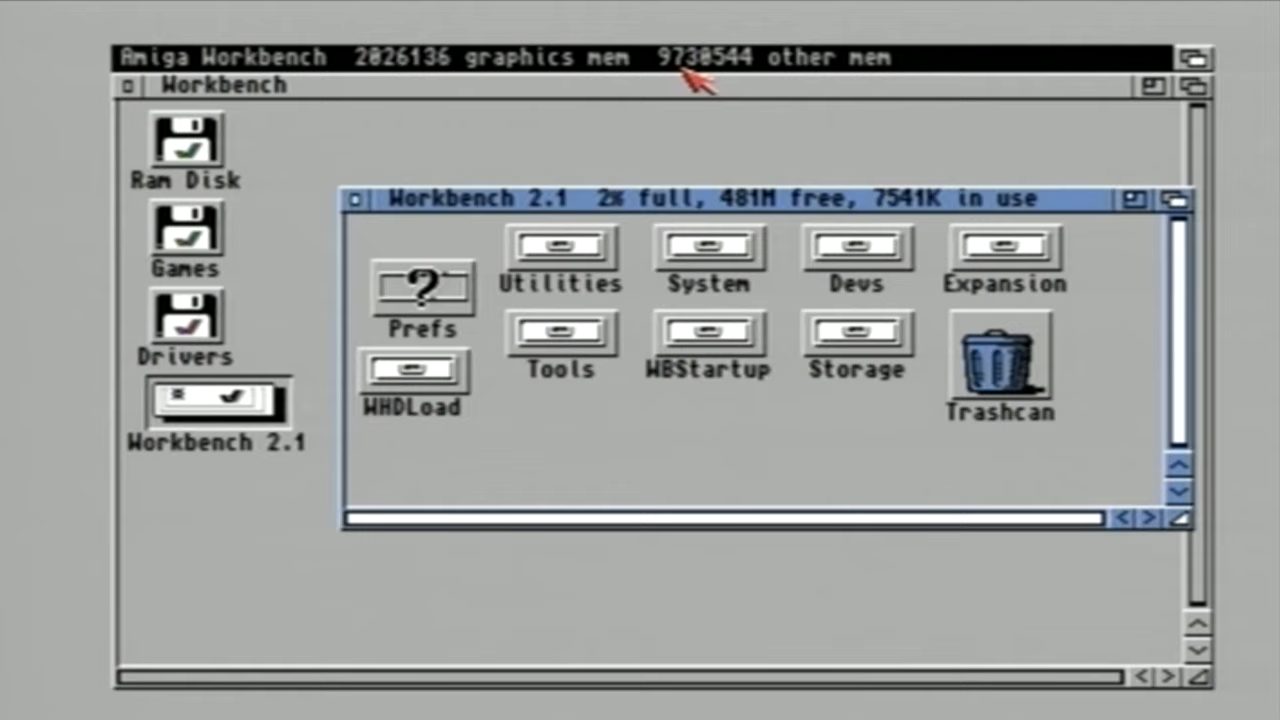 Amiga Workbench 2026136 graphics mem 9730544 other mem
Workbench
Ram Disk
Games
Drivers
Workbench 2.1
Workbench 2.1 2% full, 481M free, 7541K in use
Utilities System Devs Expansion
Prefs
Tools WBStartup Storage
WHDLoad
Trashcan